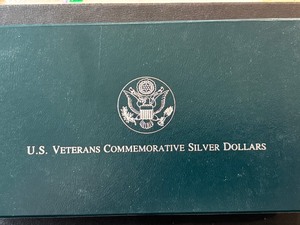 U.S. VETERANS COMMEMORATIVE SILVER DOLLARS